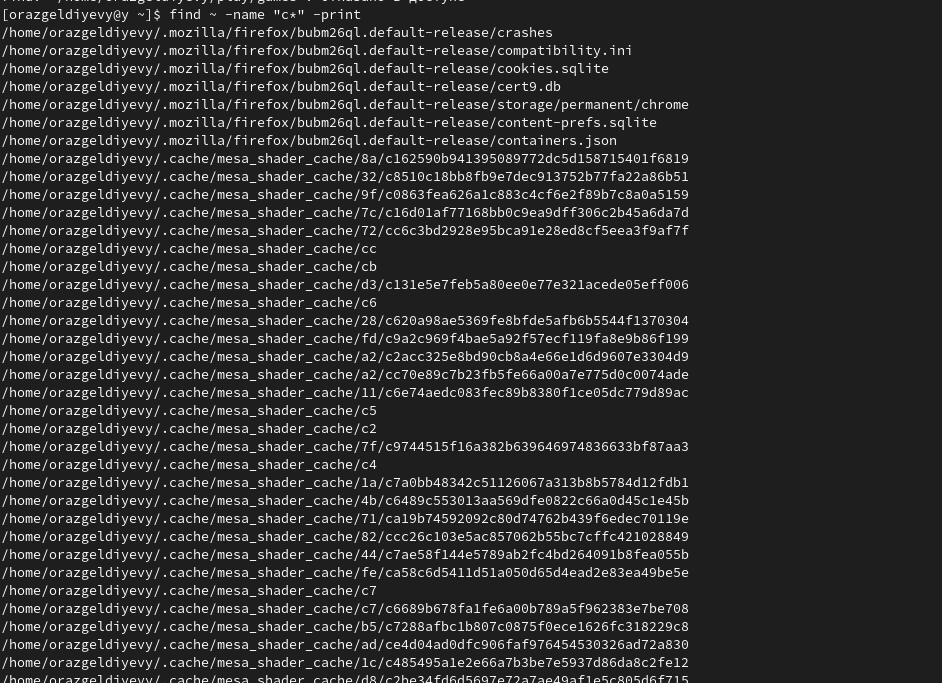 [orazgeldiyevy@y ~]$ find ~ -name "c*" -print
/home/orazgeldiyevy/.mozilla/firefox/bubm26ql.default-release/crashes
/home/orazgeldiyevy/.mozilla/firefox/bubm26ql.default-release/compatibility.ini
/home/orazgeldiyevy/.mozilla/firefox/bubm26ql.default-release/cookies.sqlite
/home/orazgeldiyevy/.mozilla/firefox/bubm26ql.default-release/cert9.db
/home/orazgeldiyevy/.mozilla/firefox/bubm26ql.default-release/storage/permanent/chrome
/home/orazgeldiyevy/.mozilla/firefox/bubm26ql.default-release/content-prefs.sqlite
/home/orazgeldiyevy/.mozilla/firefox/bubm26ql.default-release/containers.json
/home/orazgeldiyevy/.cache/mesa_shader_cache/8a/c162590b941395089772dc5d158715401f6819
/home/orazgeldiyevy/.cache/mesa_shader_cache/32/c8510c18bb8fb9e7dec913752b77fa22a86b51
/home/orazgeldiyevy/.cache/mesa_shader_cache/9f/c0863fea626a1c883c4cf6e2f89b7c8a0a5159
/home/orazgeldiyevy/.cache/mesa_shader_cache/7c/c16d01af77168bb0c9ea9dff306c2b45a6da7d
/home/orazgeldiyevy/.cache/mesa_shader_cache/72/cc6c3bd2928e95bca91e28ed8cf5eea3f9af7f
/home/orazgeldiyevy/.cache/mesa_shader_cache/cc
/home/orazgeldiyevy/.cache/mesa_shader_cache/cb
/home/orazgeldiyevy/.cache/mesa_shader_cache/d3/c131e5e7feb5a80ee0e77e321acede05eff006
/home/orazgeldiyevy/.cache/mesa_shader_cache/c6
/home/orazgeldiyevy/.cache/mesa_shader_cache/28/c620a98ae5369fe8bfde5afb6b5544f1370304
/home/orazgeldiyevy/.cache/mesa_shader_cache/fd/c9a2c969f4bae5a92f57ecf119fa8e9b86f199
/home/orazgeldiyevy/.cache/mesa_shader_cache/a2/c2acc325e8bd90cb8a4e66e1d6d9607e3304d9
/home/orazgeldiyevy/.cache/mesa_shader_cache/a2/cc70e89c7b23fb5fe66a00a7e775d0c0074ade
/home/orazgeldiyevy/.cache/mesa_shader_cache/11/c6e74aedc083fec89b8380f1ce05dc779d89ac
/home/orazgeldiyevy/.cache/mesa_shader_cache/c5
/home/orazgeldiyevy/.cache/mesa_shader_cache/c2
/home/orazgeldiyevy/.cache/mesa_shader_cache/7f/c9744515f16a382b639646974836633bf87aa3
/home/orazgeldiyevy/.cache/mesa_shader_cache/c4
/home/orazgeldiyevy/.cache/mesa_shader_cache/1a/c7a0bb48342c51126067a313b8b5784d12fdb1
/home/orazgeldiyevy/.cache/mesa_shader_cache/4b/c6489c553013aa569dfe0822c66a0d45c1e45b
/home/orazgeldiyevy/.cache/mesa_shader_cache/71/ca19b74592092c80d74762b439f6edec70119e
/home/orazgeldiyevy/.cache/mesa_shader_cache/82/ccc26c103e5ac857062b55bc7cffc421028849
/home/orazgeldiyevy/.cache/mesa_shader_cache/44/c7ae58f144e5789ab2fc4bd264091b8fea055b
/home/orazgeldiyevy/.cache/mesa_shader_cache/fe/ca58c6d5411d51a050d65d4ead2e83ea49be5e
/home/orazgeldiyevy/.cache/mesa_shader_cache/c7
/home/orazgeldiyevy/.cache/mesa_shader_cache/c7/c6689b678fa1fe6a00b789a5f962383e7be708
/home/orazgeldiyevy/.cache/mesa_shader_cache/b5/c7288afbc1b807c0875f0ece1626fc318229c8
/home/orazgeldiyevy/.cache/mesa_shader_cache/ad/ce4d04ad0dfc906faf976454530326ad72a830
/home/orazgeldiyevy/.cache/mesa_shader_cache/1c/c485495a1e2e66a7b3be7e5937d86da8c2fe12
/home/orazgeldiyevy/.cache/mesa_shader_cache/d8/c2be34fd6d5697e72a7ae49af1e5c805d6f715